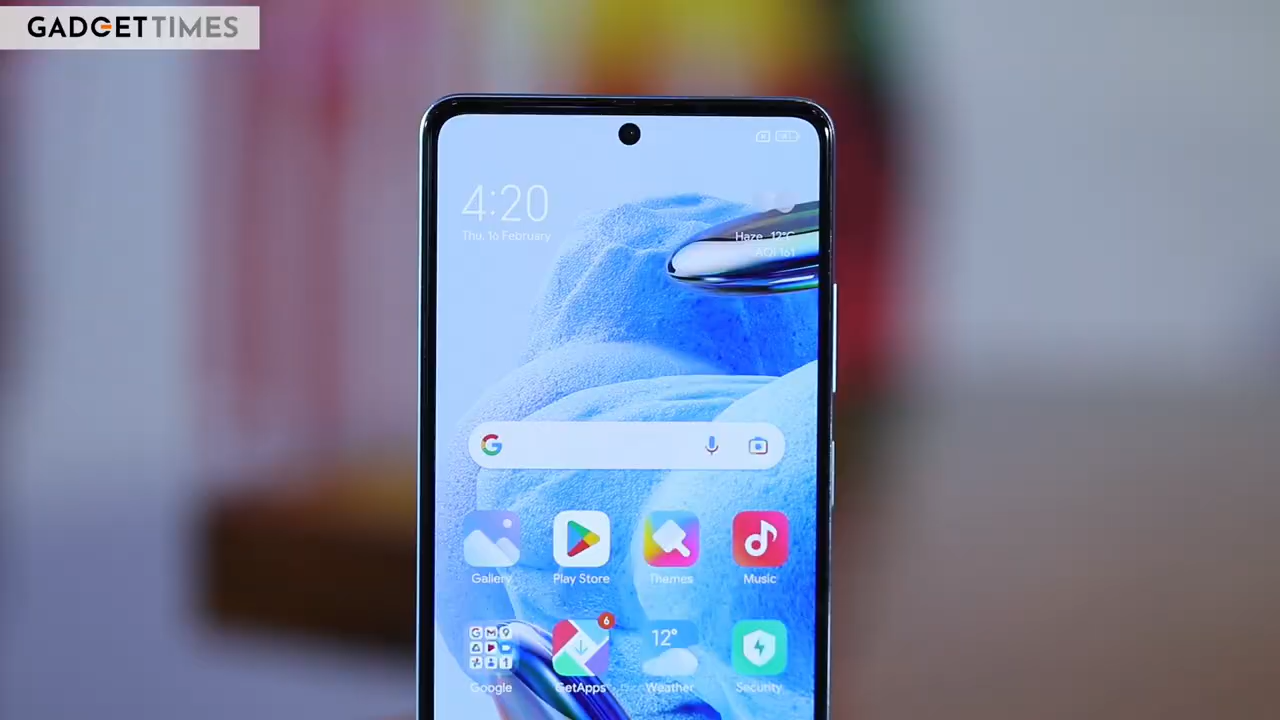 GADGETTIMES
4:20
Thu, 16 February
Haze 12°C
AQI 161
Gallery
Play Store
Themes
Music
6
12°
Google
GetApps
Weather
Security